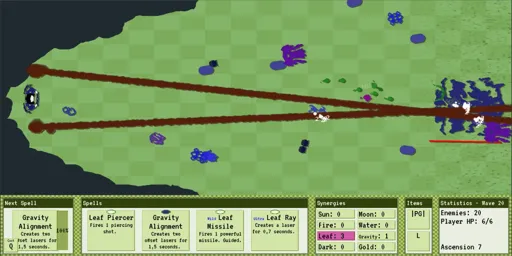 Next Spell
Gravity
Alignment
Creates two
offset lasers for
1,5 seconds.
100%
Q
Spells
Leaf Piercer
Fires 1 piercing
shot.
Gravity
Alignment
Creates two
offset lasers for
1,5 seconds.
Leaf
Missile
Fires 1 powerful
missile. Guided.
Leaf Ray
Creates a laser
for 0,7 seconds.
Synergies
Sun: 0
Moon: 0
Fire: 0
Water: 0
Leaf: 3
Gravity: 1
Dark: 0
Gold: 0
Items
|PG|
L
Statistics - Wave 20
Enemies: 20
Player HP: 6/6
Ascension 7